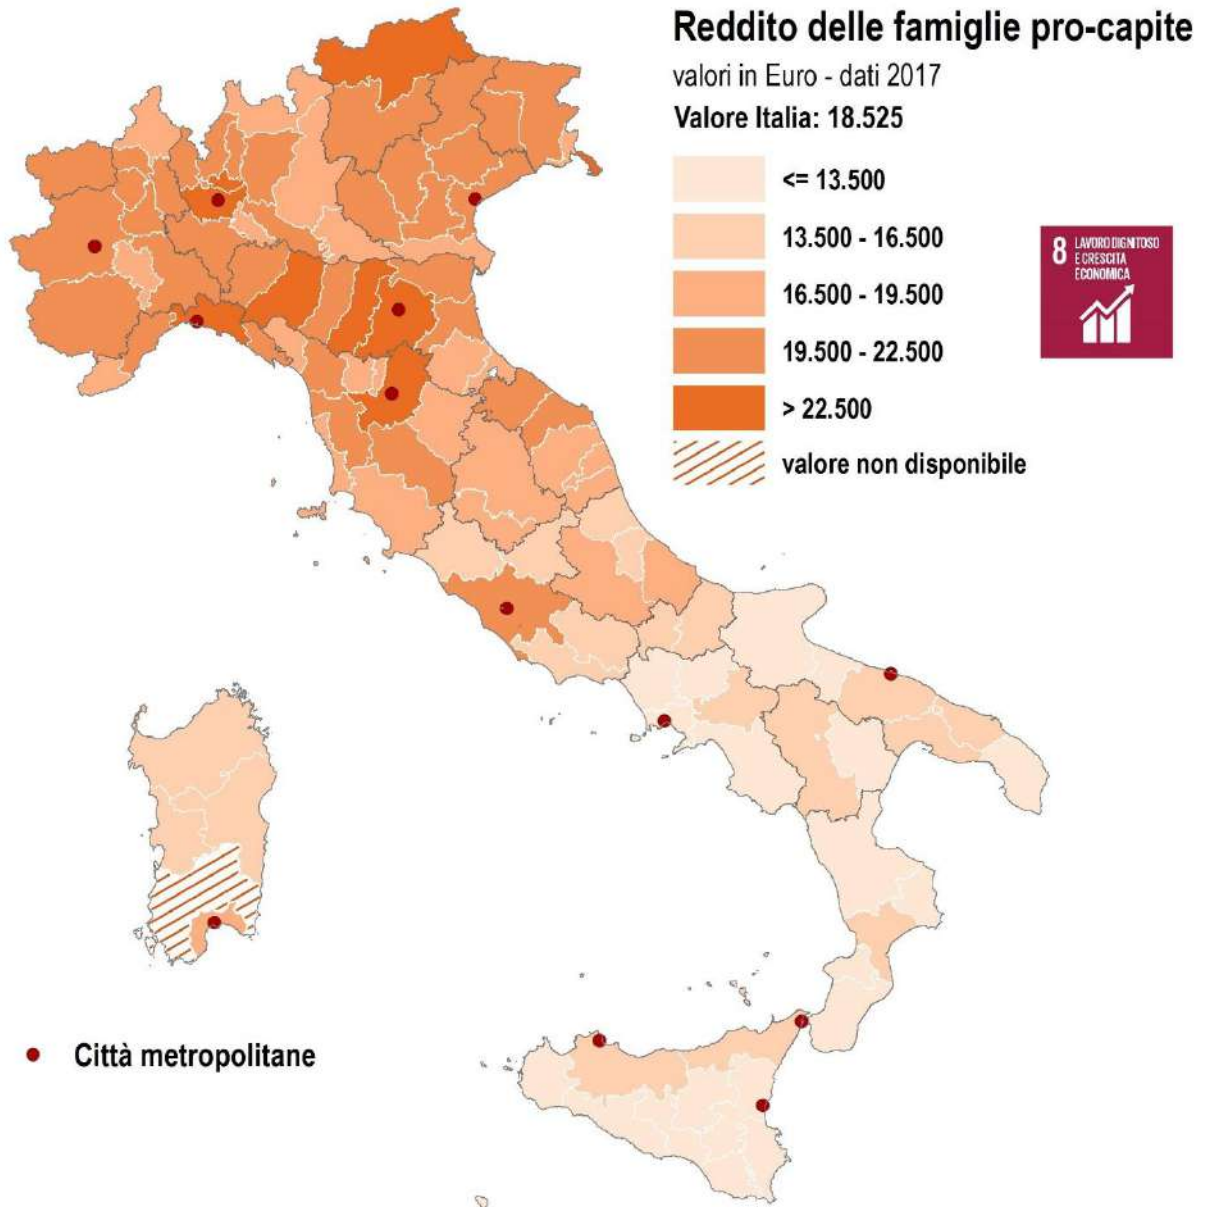 Reddito delle famiglie pro-capite
valori in Euro - dati 2017
Valore Italia: 18.525
<= 13.500
13.500 - 16.500
16.500 - 19.500
19.500 - 22.500
> 22.500
valore non disponibile
8 LAVORO DIGNITOSO
E CRESCITA
ECONOMICA
Città metropolitane